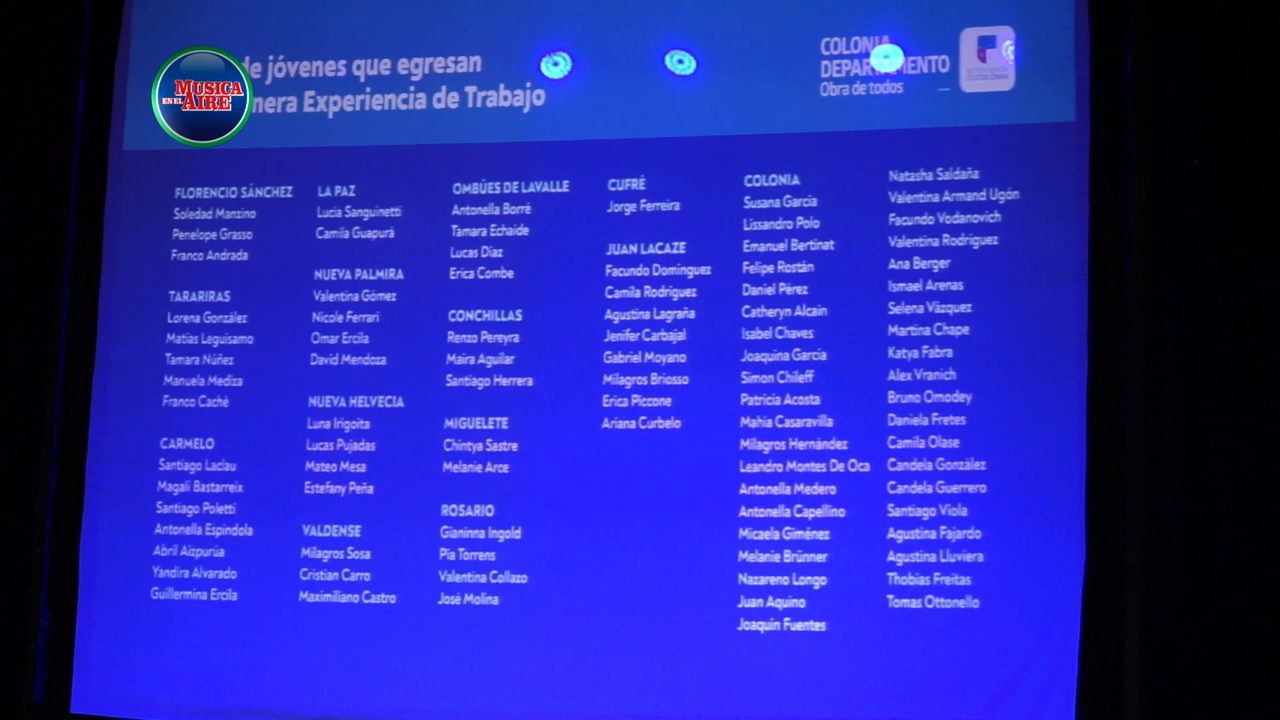 de jóvenes que egresan
Experiencia de Trabajo
MUSICA
EN EL AIRE
COLONIA
DEPARTAMENTO
Obra de todos
FLORENCIO SÁNCHEZ
Soledad Manzino
Penelope Grasso
Franco Andrada
TARARIRAS
Lorena González
Matías Leguisamo
Tamara Núñez
Manuela Mediza
Franco Caché
CARMELO
Santiago Laclau
Magalí Bastarreix
Santiago Poletti
Antonella Espindola
Abril Aizpurúa
Yandira Alvarado
Guillermina Ercila
LA PAZ
Lucia Sanguinetti
Camila Guapurá
NUEVA PALMIRA
Valentina Gómez
Nicole Ferrari
Omar Ercila
David Mendoza
NUEVA HELVECIA
Luna Irigoita
Lucas Pujadas
Mateo Mesa
Estefany Peña
VALDENSE
Milagros Sosa
Cristian Carro
Maximiliano Castro
OMBÚES DE LAVALLE
Antonella Borré
Tamara Echaide
Lucas Díaz
Erica Combe
CONCHILLAS
Renzo Pereyra
Maira Aguilar
Santiago Herrera
MIGUELETE
Chintya Sastre
Melanie Arce
ROSARIO
Gianinna Ingold
Pía Torrens
Valentina Collazo
José Molina
CUFRÉ
Jorge Ferreira
JUAN LACAZE
Facundo Dominguez
Camila Rodríguez
Agustina Lagraña
Jenifer Carbajal
Gabriel Moyano
Milagros Briosso
Erica Piccone
Ariana Curbelo
COLONIA
Susana García
Lissandro Polo
Emanuel Bertinat
Felipe Rostán
Daniel Pérez
Catheryn Alcain
Isabel Chaves
Joaquina García
Simon Chileff
Patricia Acosta
Mahia Casaravilla
Milagros Hernández
Leandro Montes De Oca
Antonella Medero
Antonella Capellino
Micaela Giménez
Melanie Brünner
Nazareno Longo
Juan Aquino
Joaquín Fuentes
Natasha Saldaña
Valentina Armand Ugón
Facundo Vodanovich
Valentina Rodríguez
Ana Berger
Ismael Arenas
Selena Vázquez
Martina Chape
Katya Fabra
Alex Vranich
Bruno Omodey
Daniela Fretes
Camila Olase
Candela González
Candela Guerrero
Santiago Viola
Agustina Fajardo
Agustina Lluviera
Thobias Freitas
Tomas Ottonello